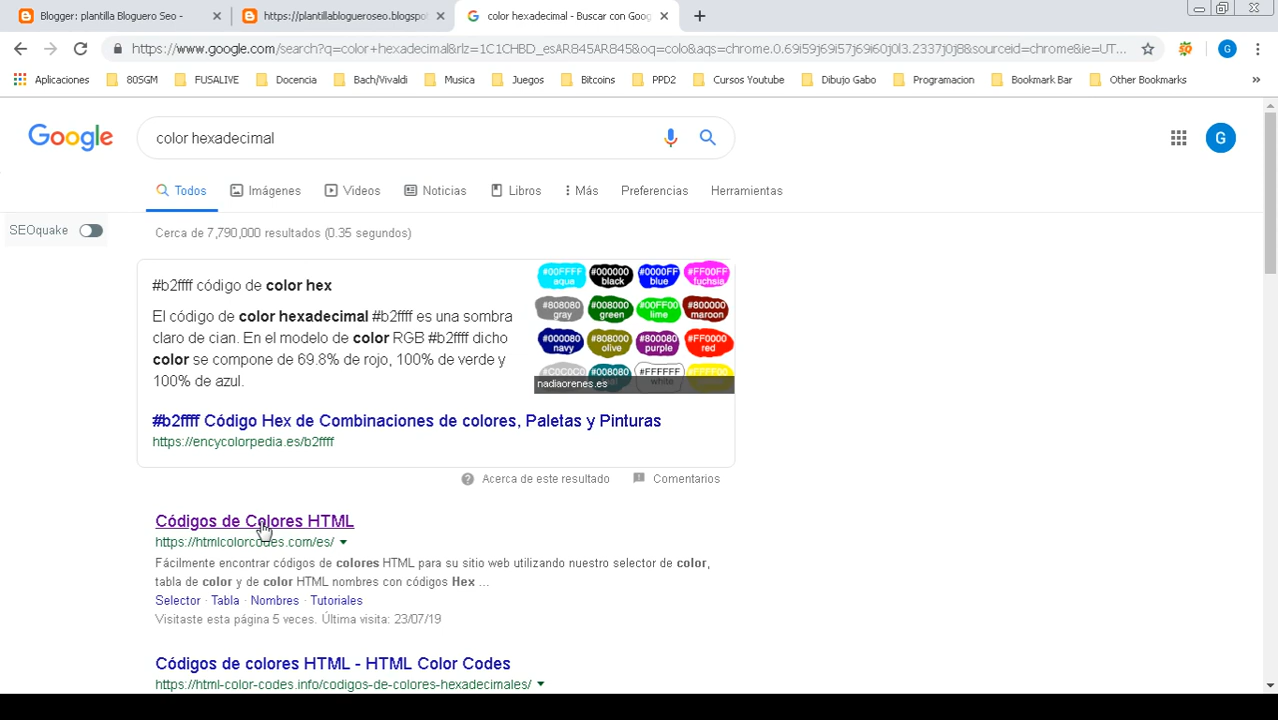 Blogger: plantilla Bloguero Seo -
https://plantillablogueroseo.blogspot
color hexadecimal - Buscar con Goog
https://www.google.com/search?q=color+hexadecimal&rlz=1C1CHBD_esAR845AR845&oq=colo&aqs=chrome.0.69i59j69i57j69i60j0l3.2337j0j8&sourceid=chrome&ie=UT...
G
Aplicaciones
80SGM
FUSALIVE
Docencia
Bach/Vivaldi
Musica
Juegos
Bitcoins
PPD2
Cursos Youtube
Dibujo Gabo
Programacion
Bookmark Bar
Other Bookmarks
»
Google
color hexadecimal
G
Todos
Imágenes
Videos
Noticias
Libros
Más
Preferencias
Herramientas
SEOquake
Cerca de 7,790,000 resultados (0.35 segundos)
#b2ffff código de color hex
El código de color hexadecimal #b2ffff es una sombra
claro de cian. En el modelo de color RGB #b2ffff dicho
color se compone de 69.8% de rojo, 100% de verde y
100% de azul.
#00FFFF aqua
#000000 black
#0000FF blue
#FF00FF fuchsia
#808080 gray
#008000 green
#00FF00 lime
#800000 maroon
#000080 navy
#808000 olive
#800080 purple
#FF0000 red
#C0C0C0
#008080
#FFFFFF white
#FFFF00
nadiaorenes.es
#b2ffff Código Hex de Combinaciones de colores, Paletas y Pinturas
https://encycolorpedia.es/b2ffff
Acerca de este resultado
Comentarios
Códigos de Colores HTML
https://htmlcolorcodes.com/es/
Fácilmente encontrar códigos de colores HTML para su sitio web utilizando nuestro selector de color,
tabla de color y de color HTML nombres con códigos Hex ...
Selector · Tabla · Nombres · Tutoriales
Visitaste esta página 5 veces. Última visita: 23/07/19
Códigos de colores HTML - HTML Color Codes
https://html-color-codes.info/codigos-de-colores-hexadecimales/